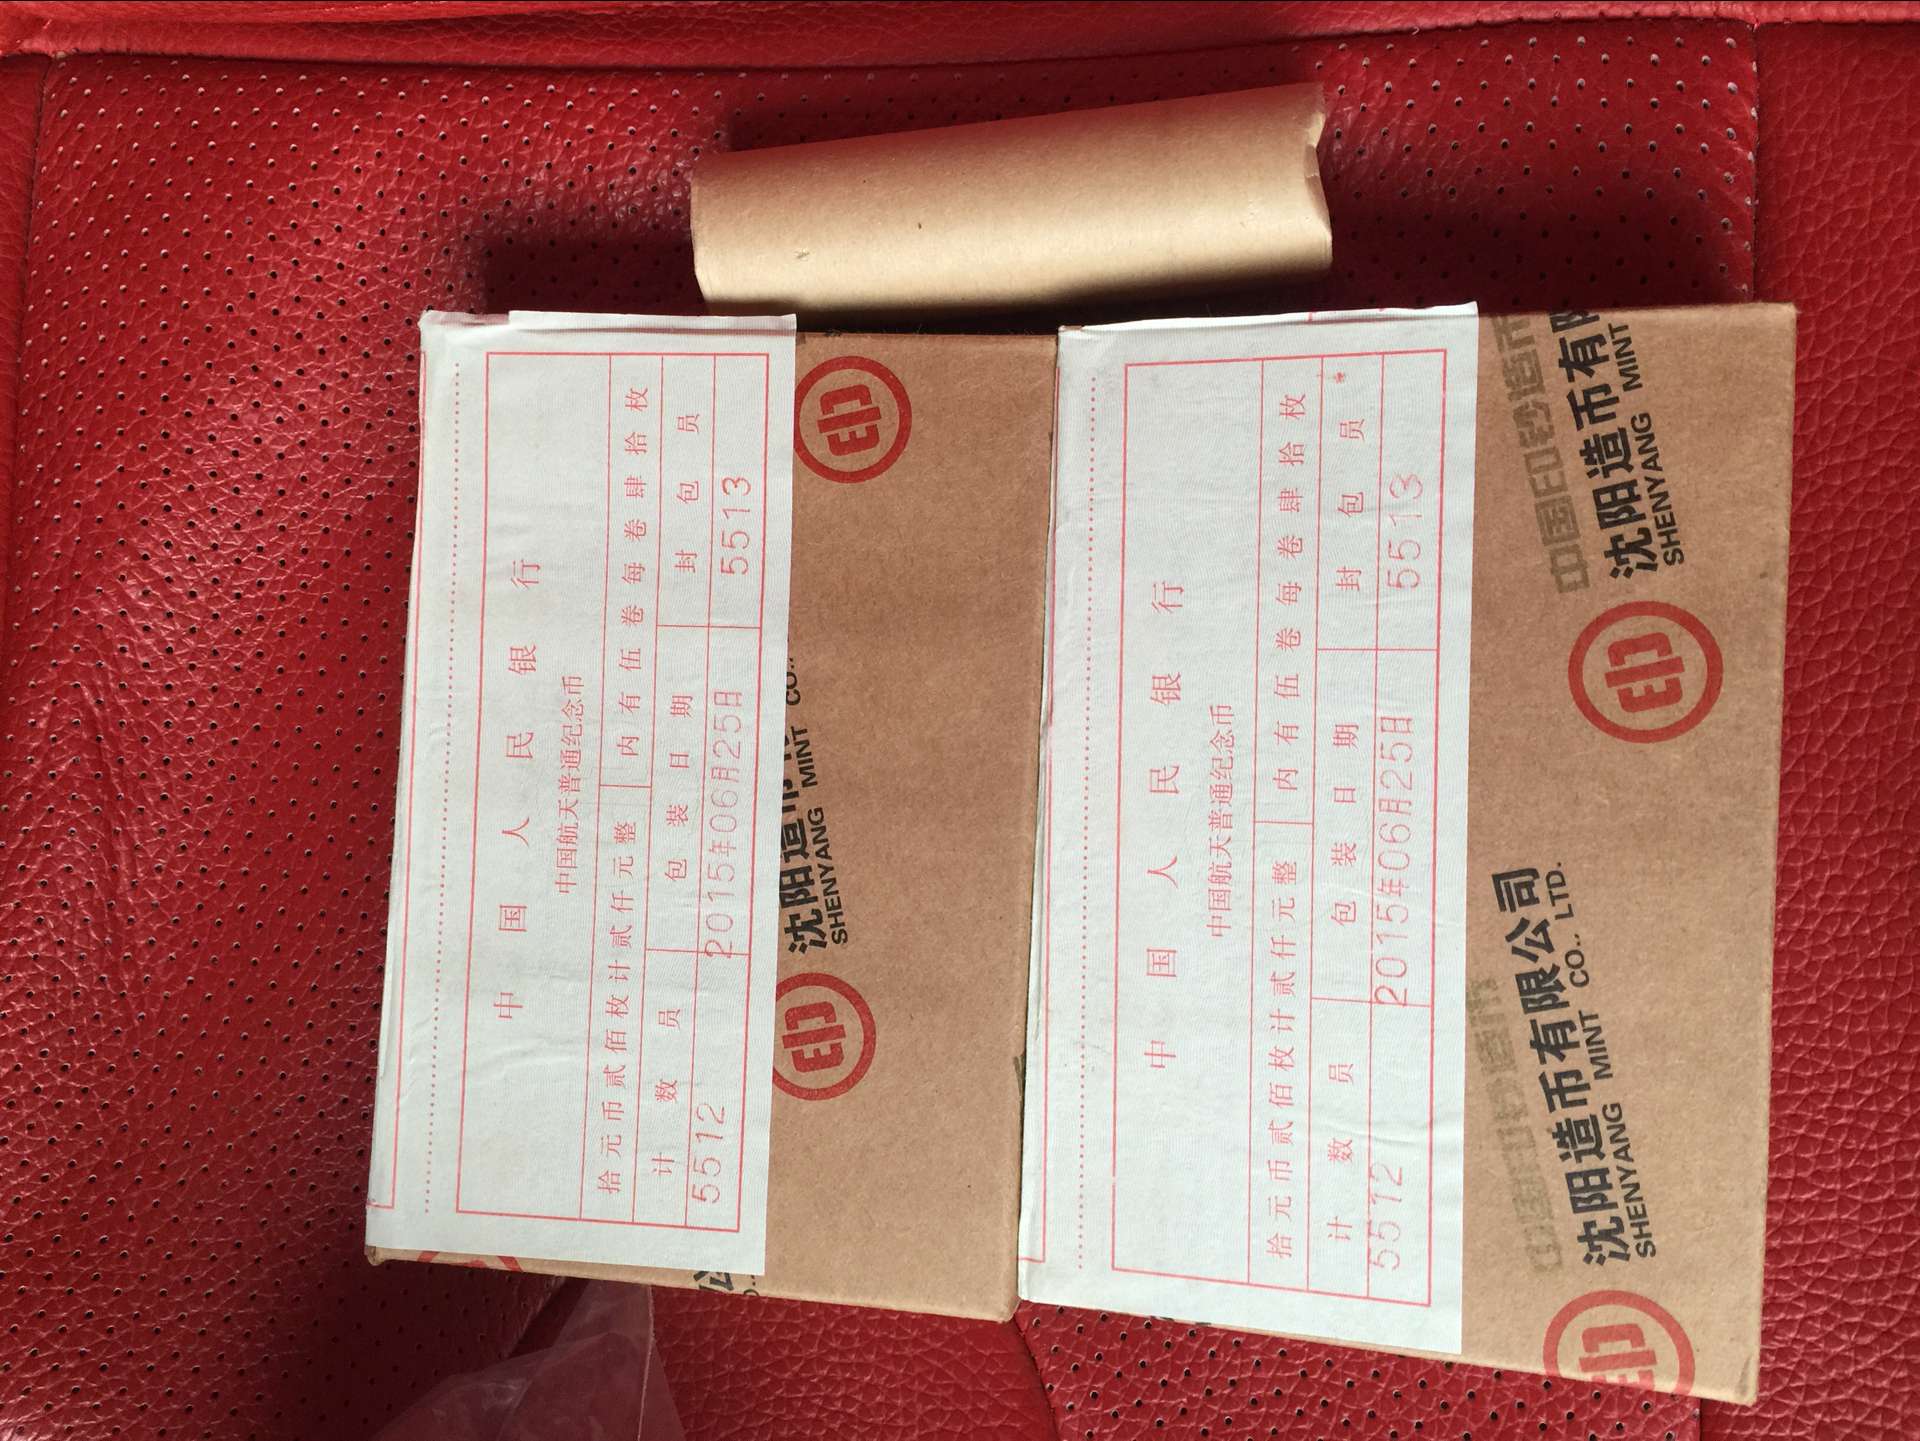 中国人民银行
中国航天普通纪念币
拾元币贰佰枚计贰仟元整 内有伍卷每卷肆拾枚
计数员 包装日期 封包员
5512 2015年06月25日 5513
沈阳造币
SHENYANG MINT CO..
中国人民银行
中国航天普通纪念币
拾元币贰佰枚计贰仟元整 内有伍卷每卷肆拾枚
计数员 包装日期 封包员
5512 2015年06月25日 5513
中国印钞造币
沈阳造币有限公司
SHENYANG MINT CO.. LTD.
中国印钞造币
沈阳造币有限
SHENYANG MINT